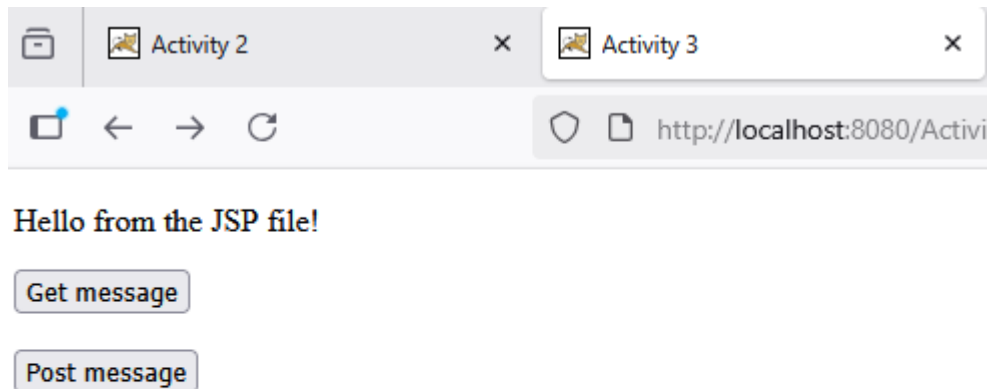 Activity 2
Activity 3
http://localhost:8080/Activi
Hello from the JSP file!
Get message
Post message